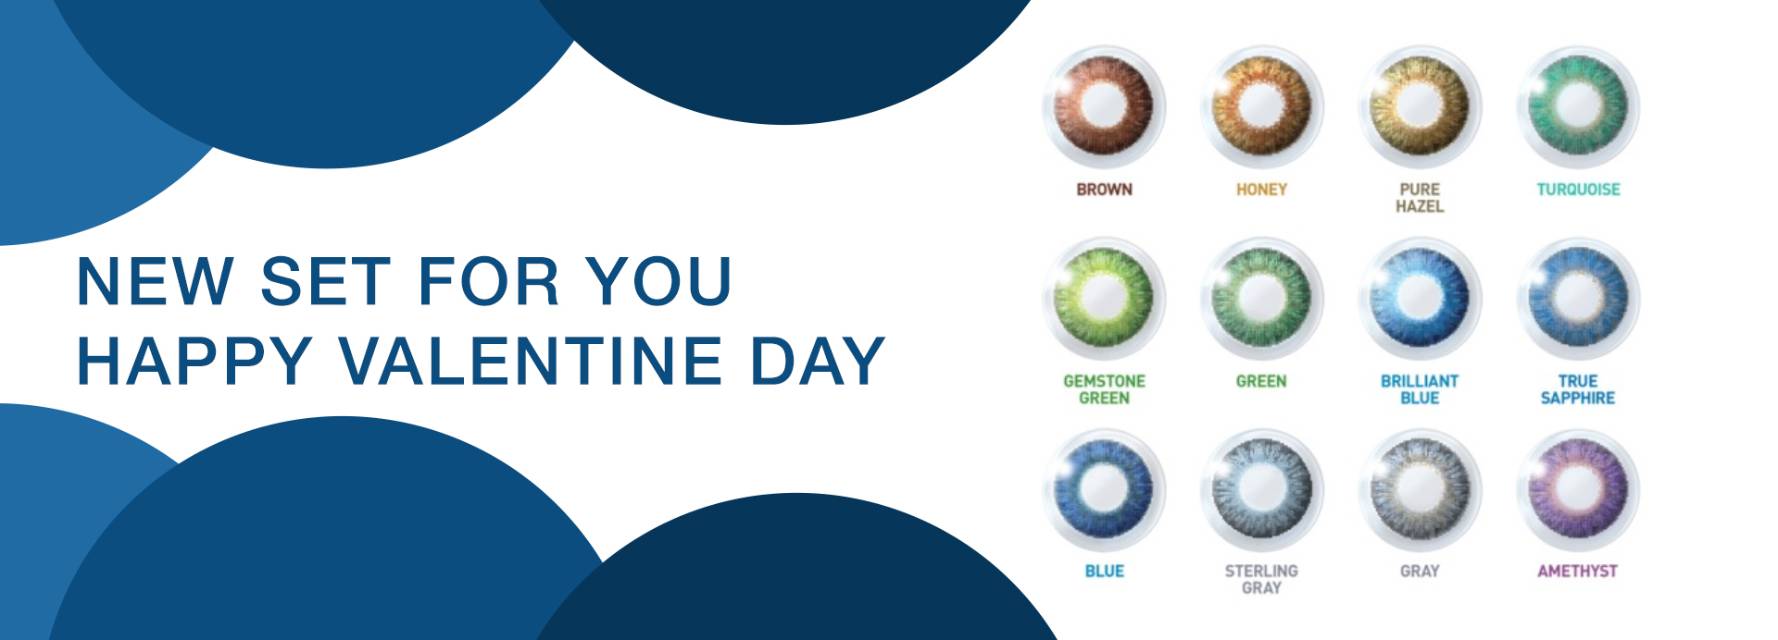 NEW SET FOR YOU
HAPPY VALENTINE DAY
BROWN
HONEY
PURE
HAZEL
TURQUOISE
GEMSTONE
GREEN
GREEN
BRILLIANT
BLUE
TRUE
SAPPHIRE
BLUE
STERLING
GRAY
GRAY
AMETHYST